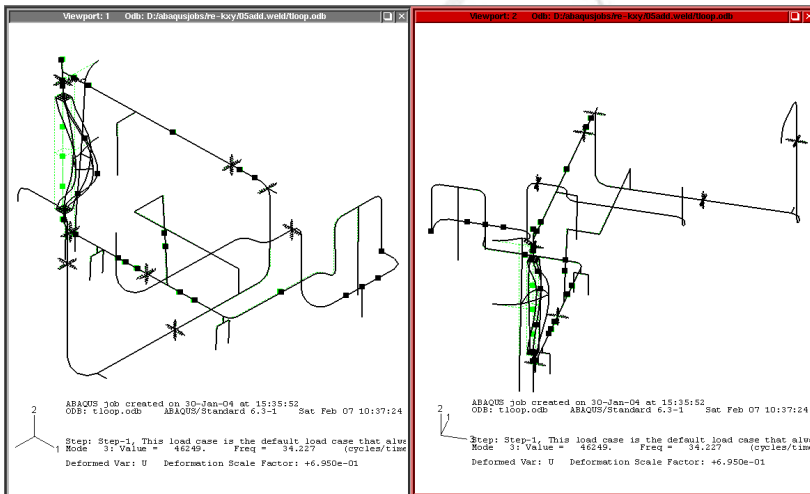 Viewport: 1 Odb: D:/abaqusjobs/re-kxy/05add.weld/tloop.odb
2
1
ABAQUS job created on 30-Jan-04 at 15:35:52
ODB: tloop.odb ABAQUS/Standard 6.3-1 Sat Feb 07 10:37:24
Step: Step-1, This load case is the default load case that alwa
Mode 3: Value = 46249. Freq = 34.227 (cycles/time
Deformed Var: U Deformation Scale Factor: +6.950e-01
Viewport: 2 Odb: D:/abaqusjobs/re-kxy/05add.weld/tloop.odb
2
1
3
ABAQUS job created on 30-Jan-04 at 15:35:52
ODB: tloop.odb ABAQUS/Standard 6.3-1 Sat Feb 07 10:37:24
Step: Step-1, This load case is the default load case that alwa
Mode 3: Value = 46249. Freq = 34.227 (cycles/time
Deformed Var: U Deformation Scale Factor: +6.950e-01